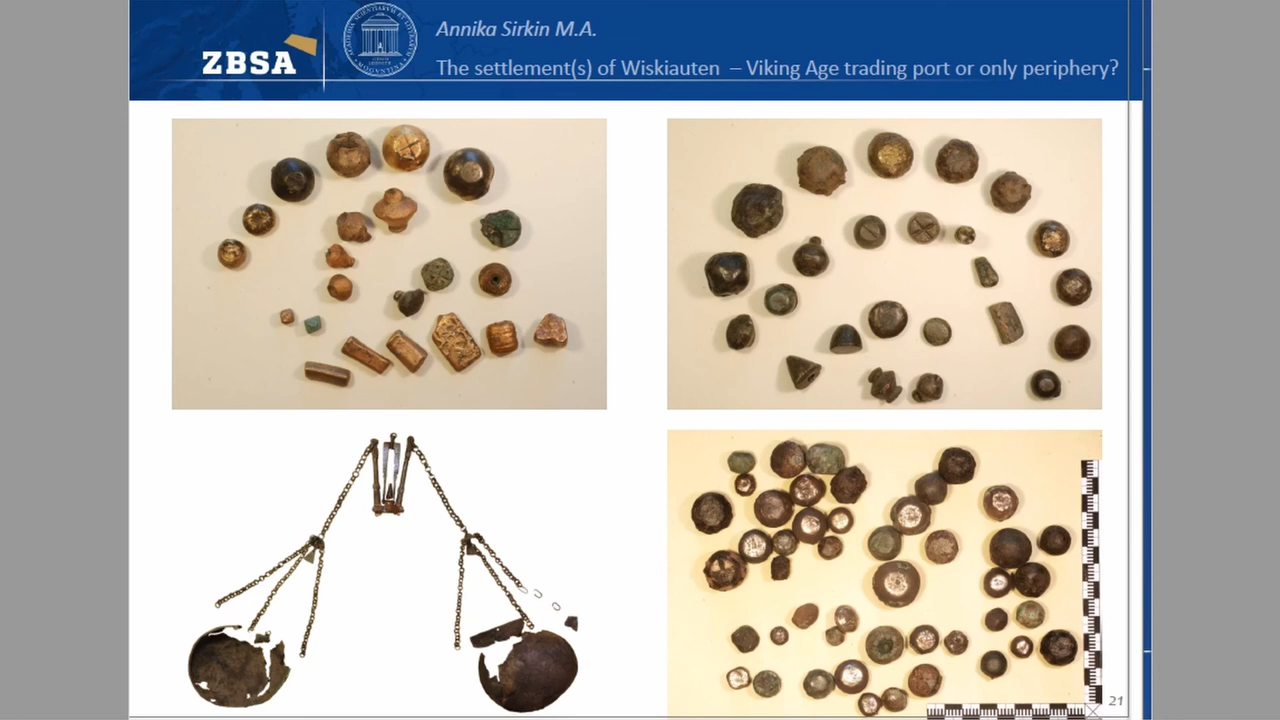 Annika Sirkin M.A.
ZBSA
The settlement(s) of Wiskiauten – Viking Age trading port or only periphery?
21